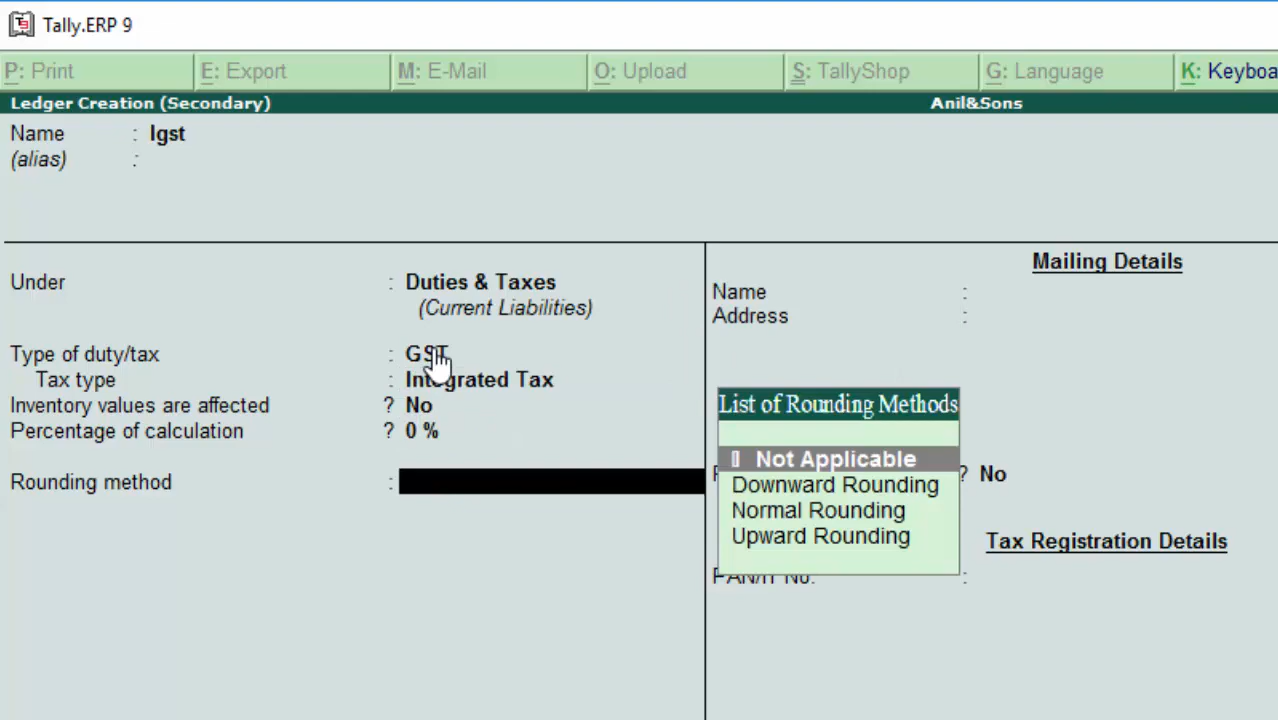 Tally.ERP 9
P: Print E: Export M: E-Mail O: Upload S: TallyShop G: Language K: Keyboa
Ledger Creation (Secondary) Anil&Sons
Name : Igst
(alias) :
Under : Duties & Taxes
(Current Liabilities)
Type of duty/tax : GST
Tax type : Integrated Tax
Inventory values are affected ? No
Percentage of calculation ? 0 %
Rounding method :
Mailing Details
Name :
Address :
List of Rounding Methods
Not Applicable
Downward Rounding
Normal Rounding
Upward Rounding
? No
Tax Registration Details
PAN/IT No. :